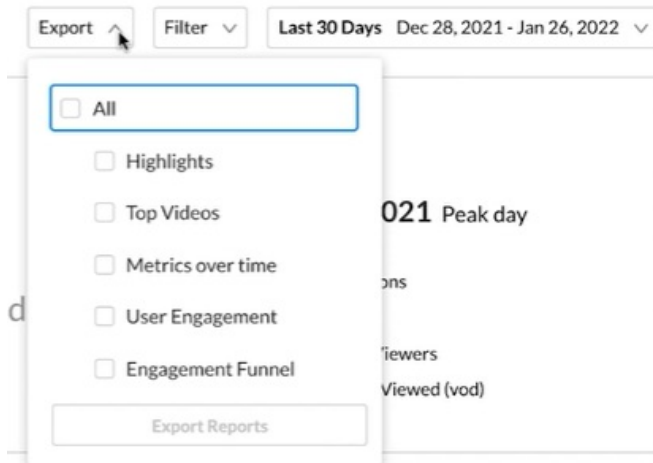 Export Filter Last 30 Days Dec 28, 2021 - Jan 26, 2022
All
Highlights
Top Videos
021 Peak day
Metrics over time
ons
User Engagement
d
iewers
Engagement Funnel
Viewed (vod)
Export Reports